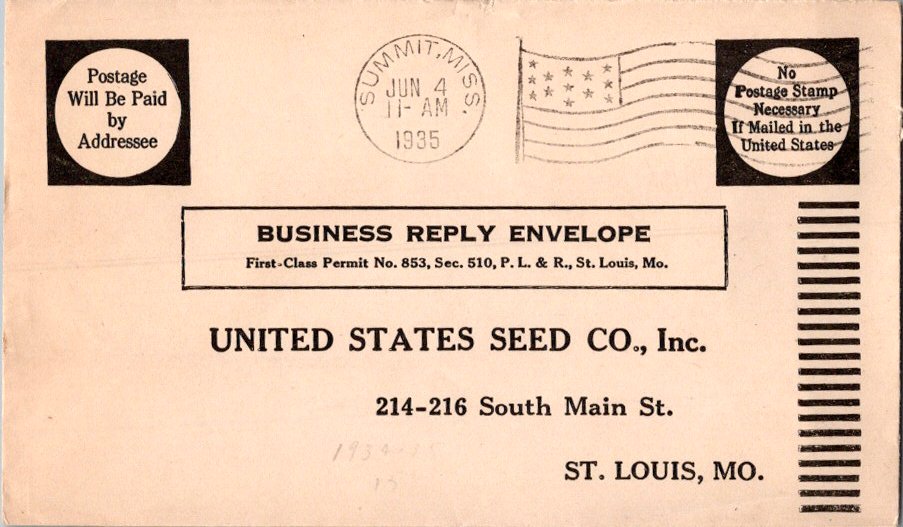 Postage
Will Be Paid
by
Addressee
SUMMIT, MISS.
JUN 4
11-AM
1935
No
Postage Stamp
Necessary
If Mailed in the
United States
BUSINESS REPLY ENVELOPE
First-Class Permit No. 853, Sec. 510, P. L. & R., St. Louis, Mo.
UNITED STATES SEED CO., Inc.
214-216 South Main St.
ST. LOUIS, MO.